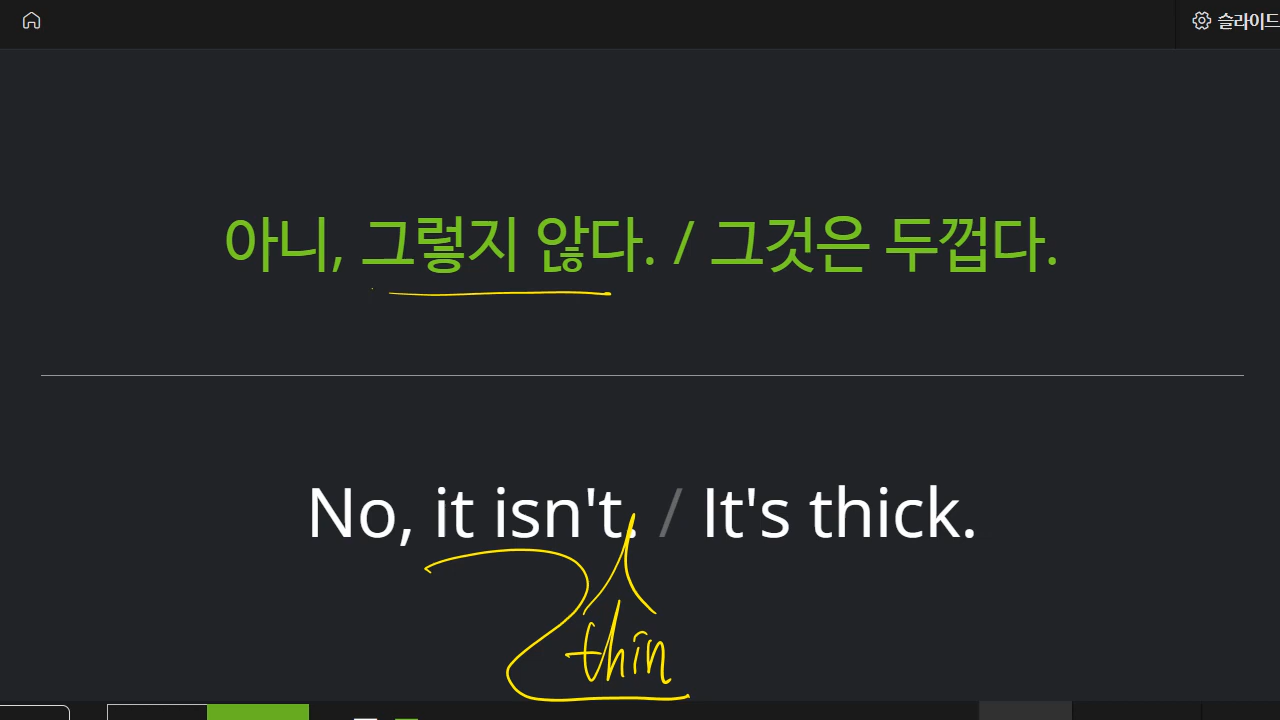 슬라이드
아니, 그렇지 않다. / 그것은 두껍다.
No, it isn't. / It's thick.
thin